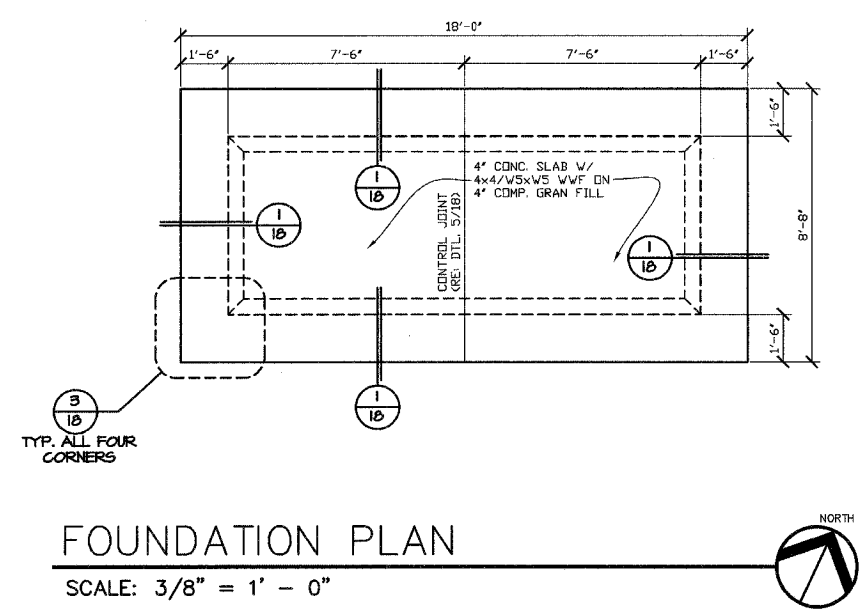 18'-0"
1'-6"
7'-6"
7'-6"
1'-6"
1'-6"
4" CONC. SLAB W/
4x4/W5xW5 WWF ON
4" COMP. GRAN FILL
1
18
1
18
1
18
CONTROL JOINT
(RE: DTL. 5/18)
8'-8"
1'-6"
1
18
3
18
TYP. ALL FOUR
CORNERS
FOUNDATION PLAN
SCALE: 3/8" = 1' - 0"
NORTH